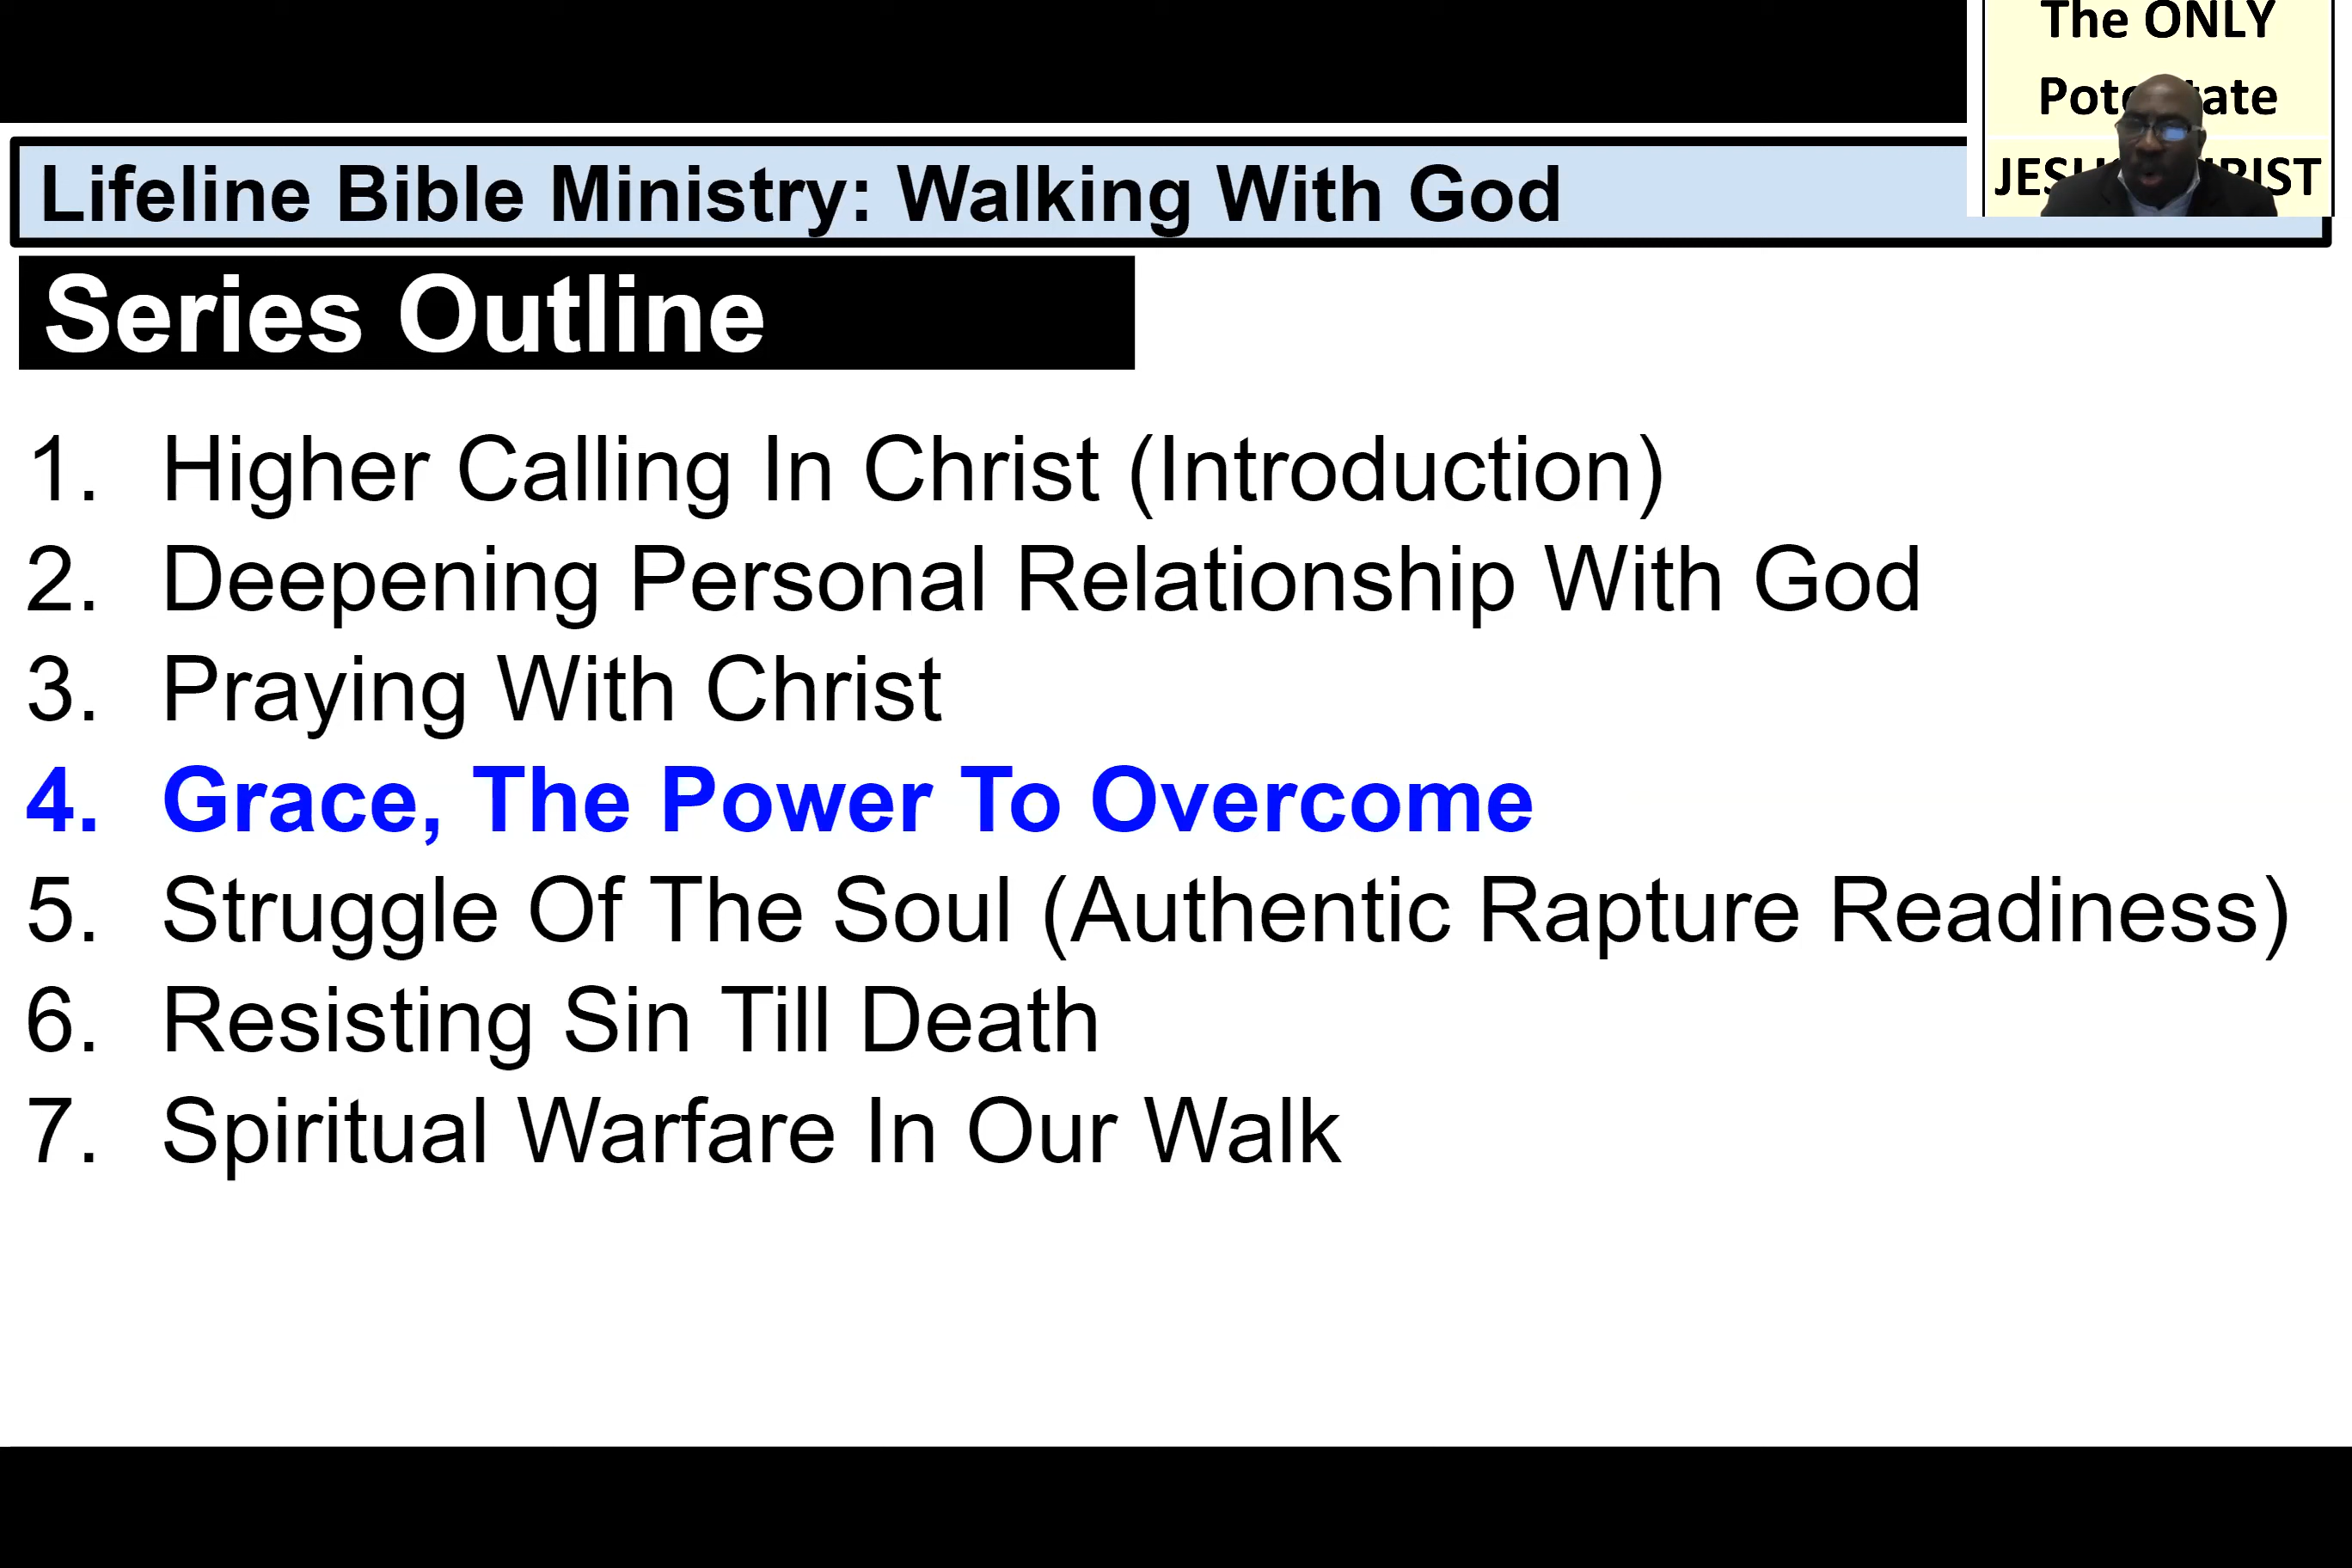 The ONLY
Lifeline Bible Ministry: Walking With God
Series Outline
1. Higher Calling In Christ (Introduction)
2. Deepening Personal Relationship With God
3. Praying With Christ
4. Grace, The Power To Overcome
5. Struggle Of The Soul (Authentic Rapture Readiness)
6. Resisting Sin Till Death
7. Spiritual Warfare In Our Walk